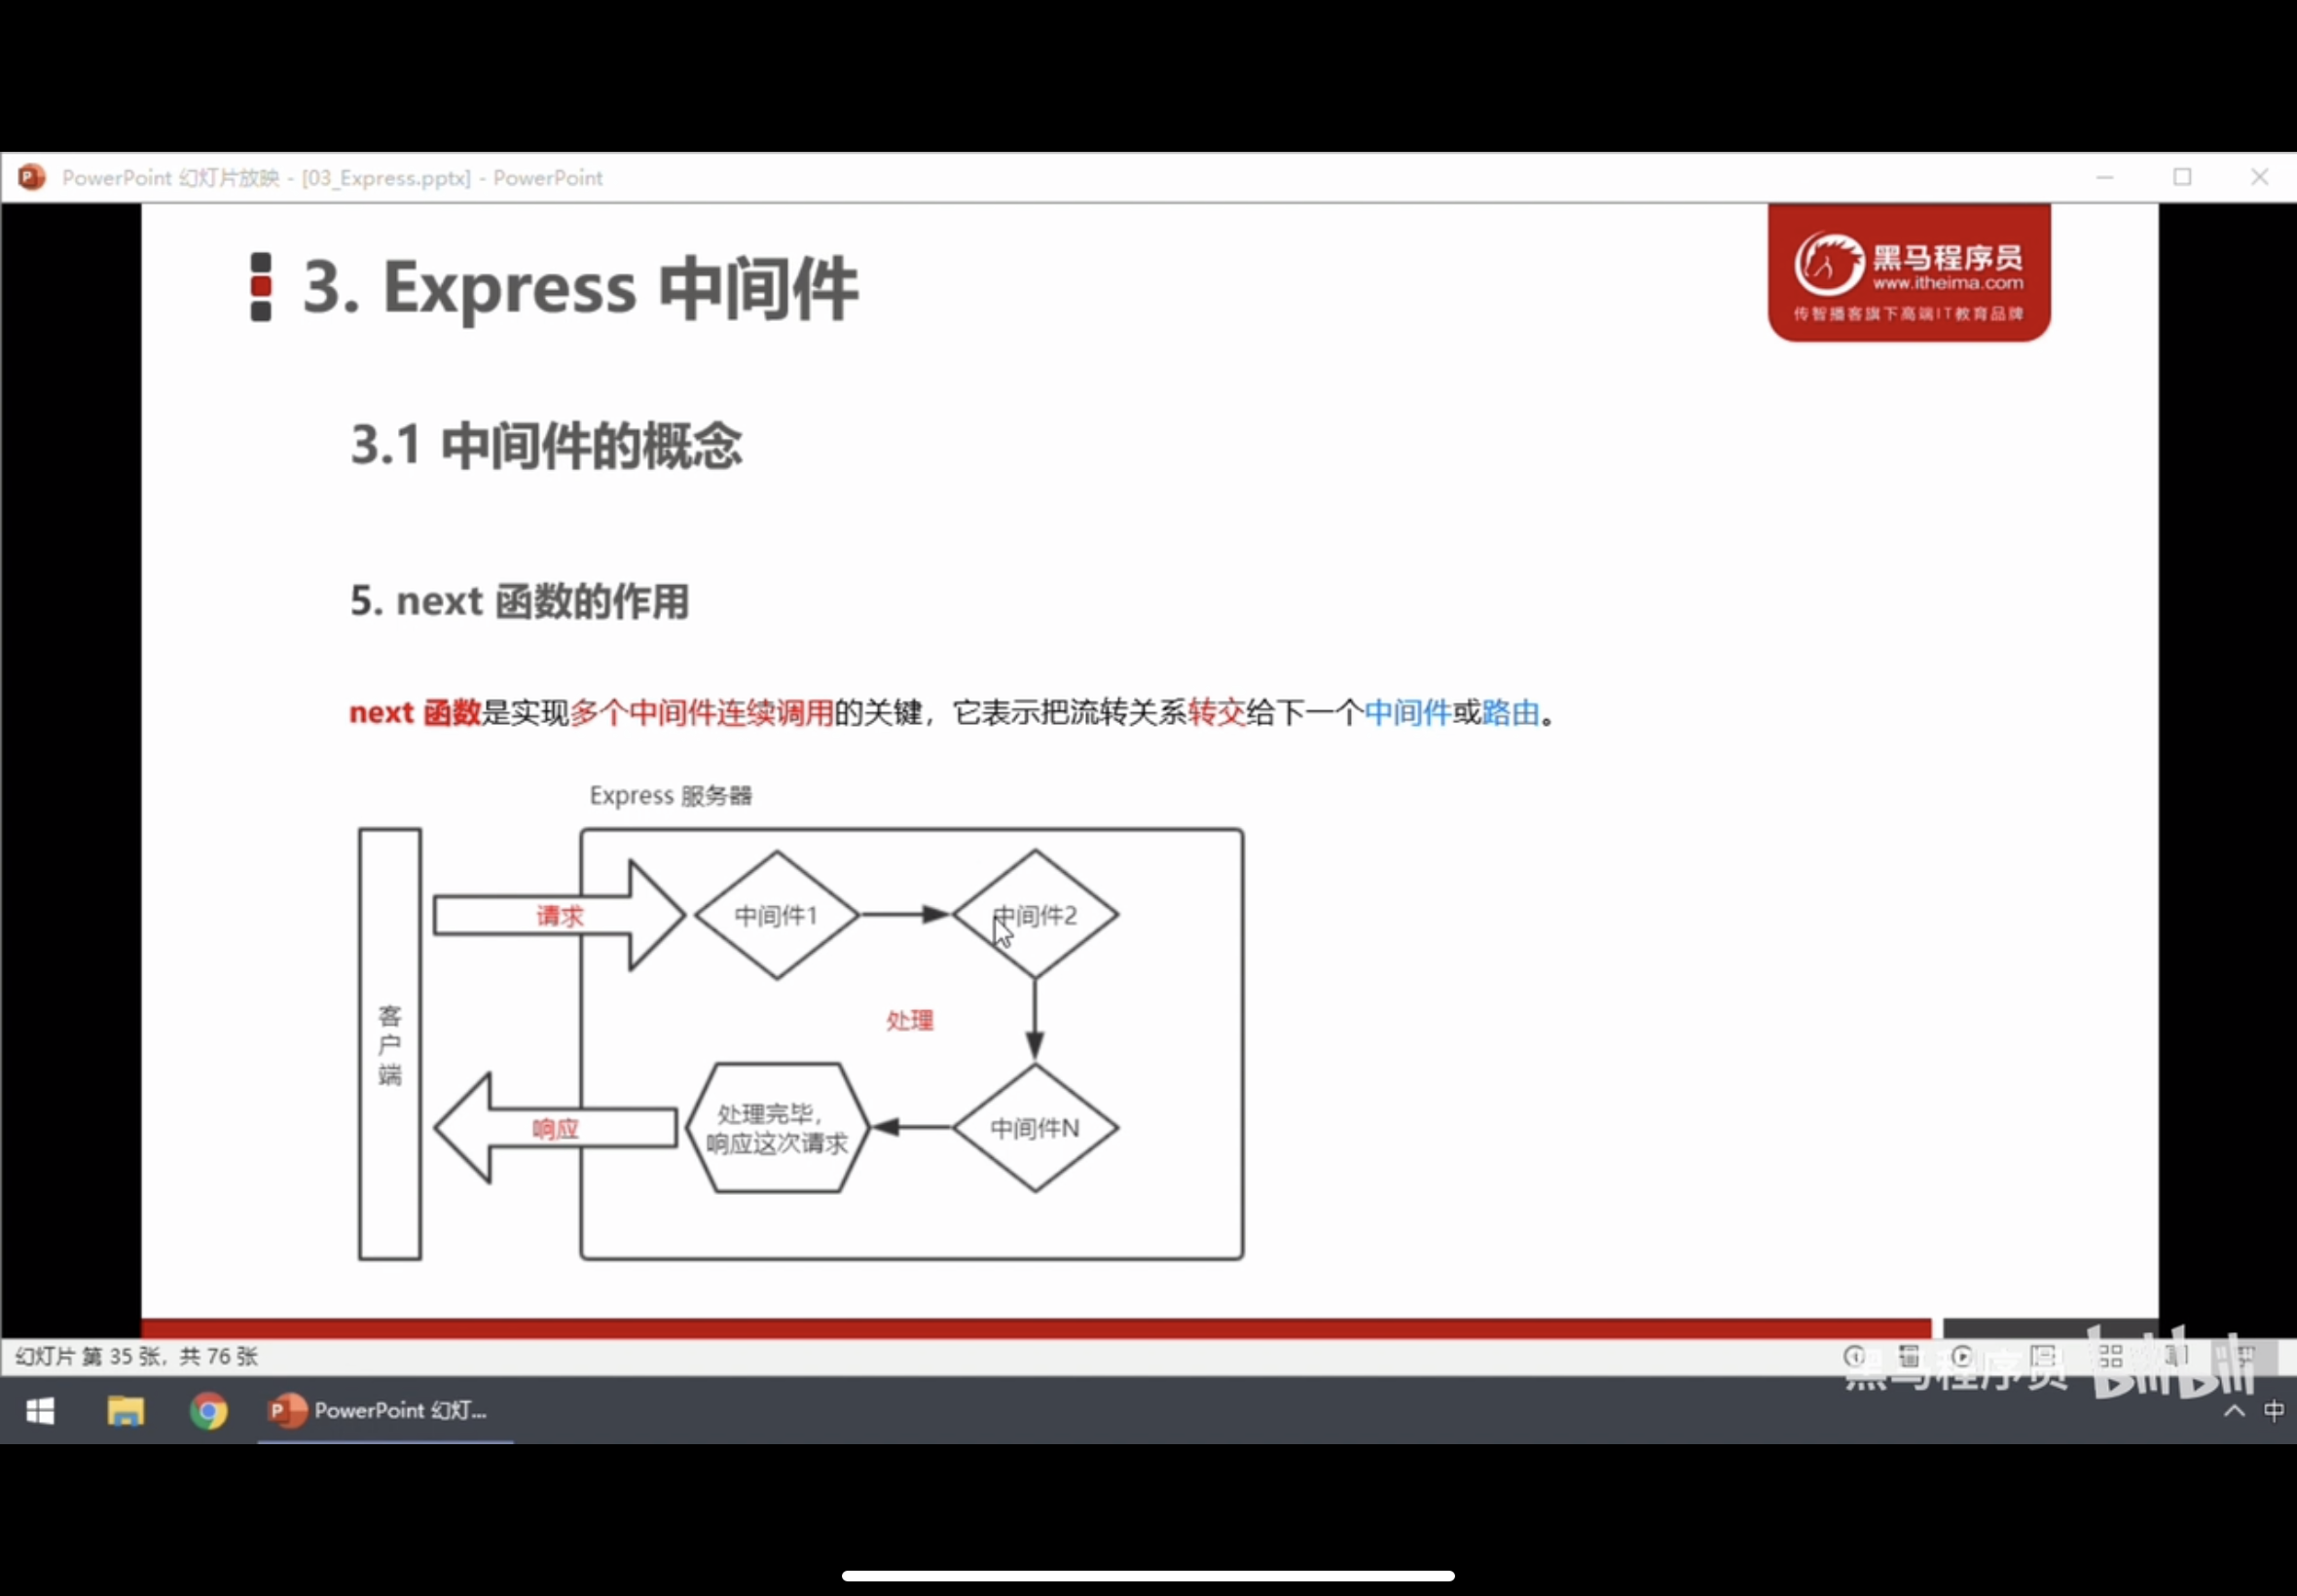 PowerPoint 幻灯片放映 - [03_Express.pptx] - PowerPoint
3. Express 中间件
黑马程序员
www.itheima.com
传智播客旗下高端IT教育品牌
3.1 中间件的概念
5. next 函数的作用
next 函数是实现多个中间件连续调用的关键，它表示把流转关系转交给下一个中间件或路由。
Express 服务器
请求
中间件1
中间件2
客户端
处理
响应
处理完毕，
响应这次请求
中间件N
幻灯片 第 35 张，共 76 张
黑马程序员 bilibili
PowerPoint 幻灯...
中